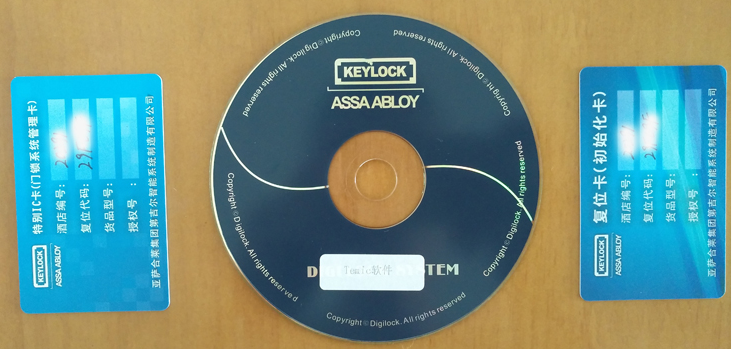 KEYLOCK
ASSA ABLOY
特别IC卡(门锁系统管理卡)
酒店编号:
复位代码:
货品型号:
授权号:
亚萨合莱集团第吉尔智能系统制造有限公司
Copyright © Digilock. All rights reserved
Copyright © Digilock. All rights reserved
KEYLOCK
ASSA ABLOY
Copyright © Digilock. All rights reserved
Copyright © Digilock. All rights reserved
软件
Copyright © Digilock. All rights reserved
KEYLOCK
ASSA ABLOY
复位卡(初始化卡)
酒店编号:
复位代码:
货品型号:
授权号:
亚萨合莱集团第吉尔智能系统制造有限公司